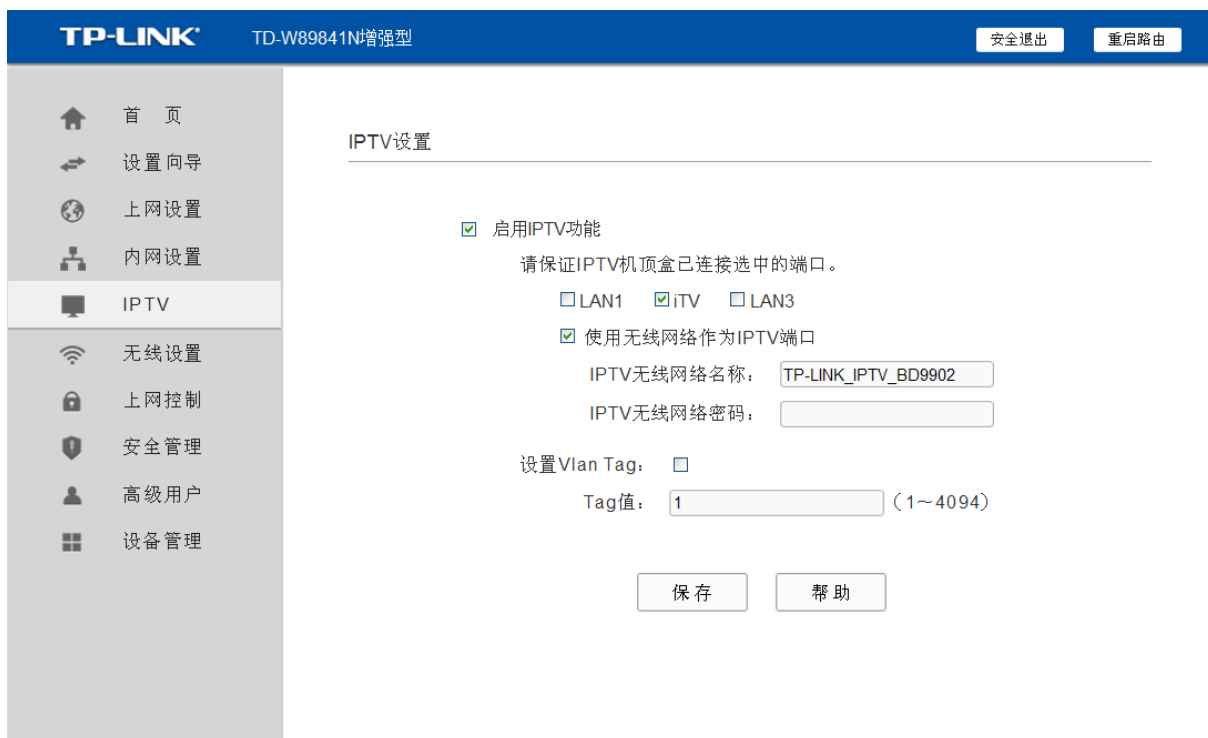 TP-LINK® TD-W89841N增强型 安全退出 重启路由
首 页
设置向导
上网设置
内网设置
IPTV
无线设置
上网控制
安全管理
高级用户
设备管理
IPTV设置
启用IPTV功能
请保证IPTV机顶盒已连接选中的端口。
LAN1 iTV LAN3
使用无线网络作为IPTV端口
IPTV无线网络名称： TP-LINK_IPTV_BD9902
IPTV无线网络密码：
设置Vlan Tag：
Tag值： 1 （1～4094）
保存 帮助